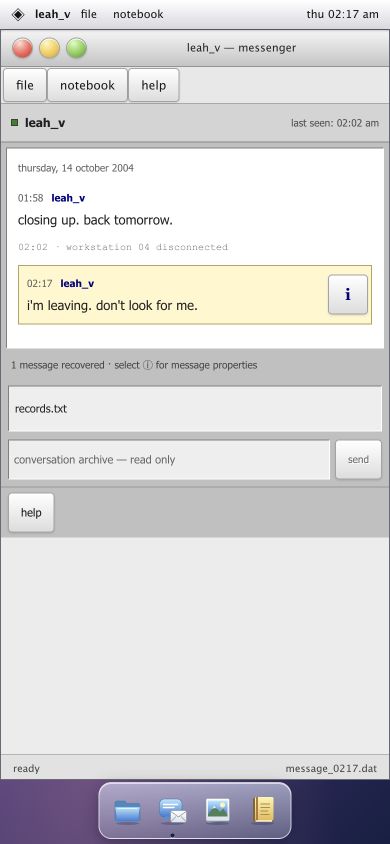 leah_v file notebook thu 02:17 am
leah_v — messenger
file notebook help
leah_v last seen: 02:02 am
thursday, 14 october 2004
01:58 leah_v
closing up. back tomorrow.
02:02 · workstation 04 disconnected
02:17 leah_v
i'm leaving. don't look for me.
i
1 message recovered · select ⓘ for message properties
records.txt
conversation archive — read only
send
help
ready message_0217.dat